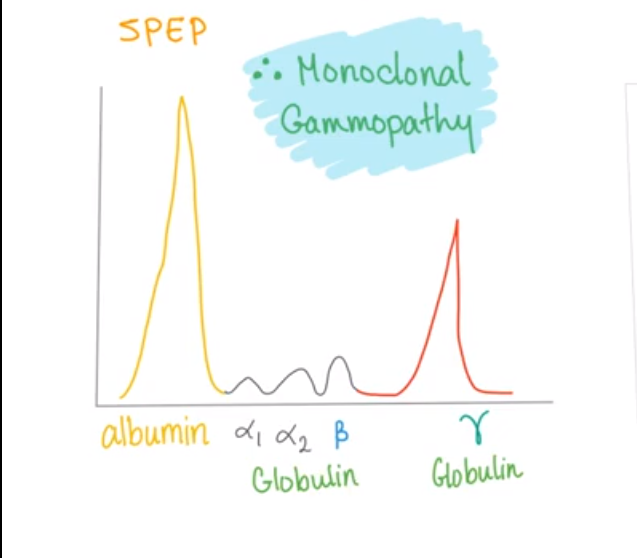 SPEP
∴ Monoclonal
Gammopathy
albumin α1 α2 β γ
Globulin Globulin